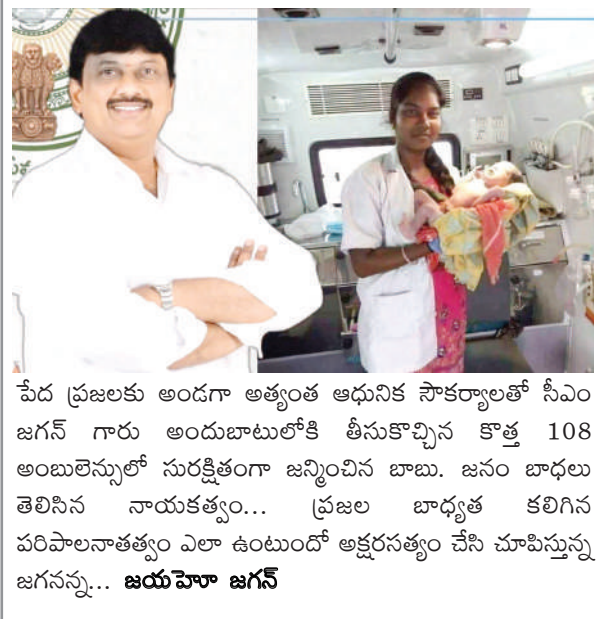 పేద ప్రజలకు అండగా అత్యంత ఆధునిక సౌకర్యాలతో సీఎం
జగన్ గారు అందుబాటులోకి తీసుకొచ్చిన కొత్త 108
అంబులెన్సులో సురక్షితంగా జన్మించిన బాబు. జనం బాధలు
తెలిసిన నాయకత్వం... ప్రజల బాధ్యత కలిగిన
పరిపాలనాతత్వం ఎలా ఉంటుందో అక్షరసత్యం చేసి చూపిస్తున్న
జగనన్న... జయహెూ జగన్